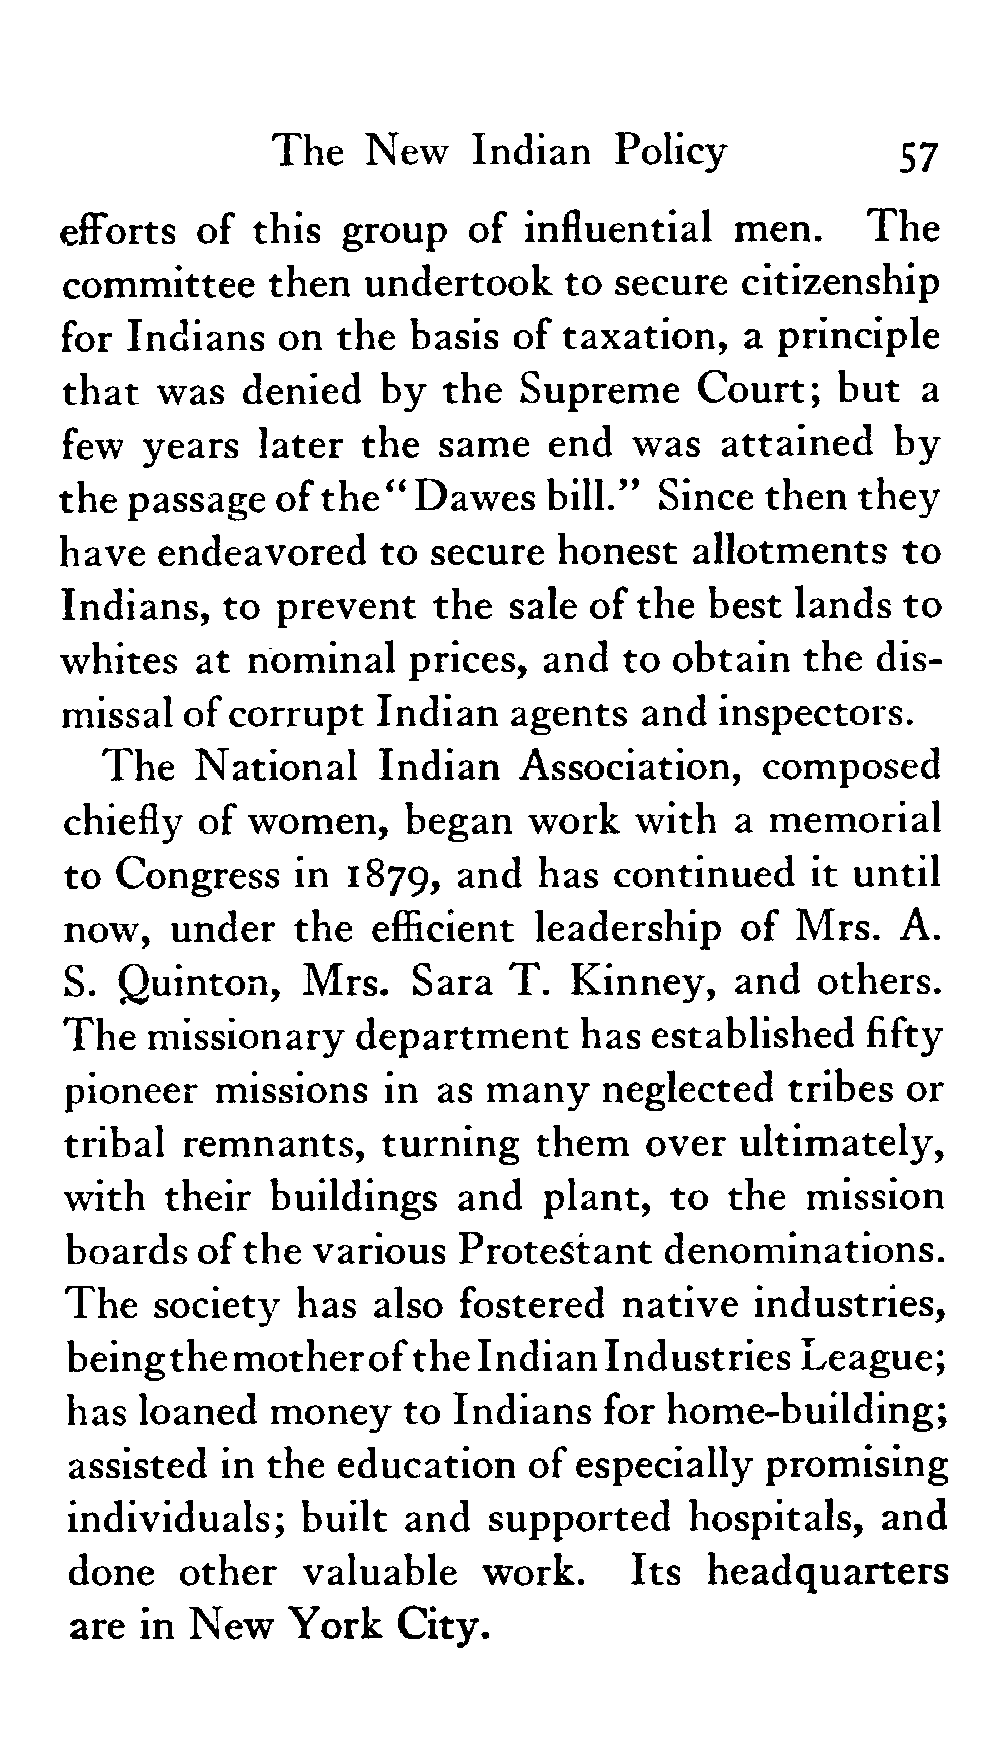 The New Indian Policy 57
efforts of this group of influential men. The
committee then undertook to secure citizenship
for Indians on the basis of taxation, a principle
that was denied by the Supreme Court; but a
few years later the same end was attained by
the passage of the “Dawes bill.” Since then they
have endeavored to secure honest allotments to
Indians, to prevent the sale of the best lands to
whites at nominal prices, and to obtain the dis-
missal of corrupt Indian agents and inspectors.
The National Indian Association, composed
chiefly of women, began work with a memorial
to Congress in 1879, and has continued it until
now, under the efficient leadership of Mrs. A.
S. Quinton, Mrs. Sara T. Kinney, and others.
The missionary department has established fifty
pioneer missions in as many neglected tribes or
tribal remnants, turning them over ultimately,
with their buildings and plant, to the mission
boards of the various Protestant denominations.
The society has also fostered native industries,
being the mother of the Indian Industries League;
has loaned money to Indians for home-building;
assisted in the education of especially promising
individuals; built and supported hospitals, and
done other valuable work. Its headquarters
are in New York City.